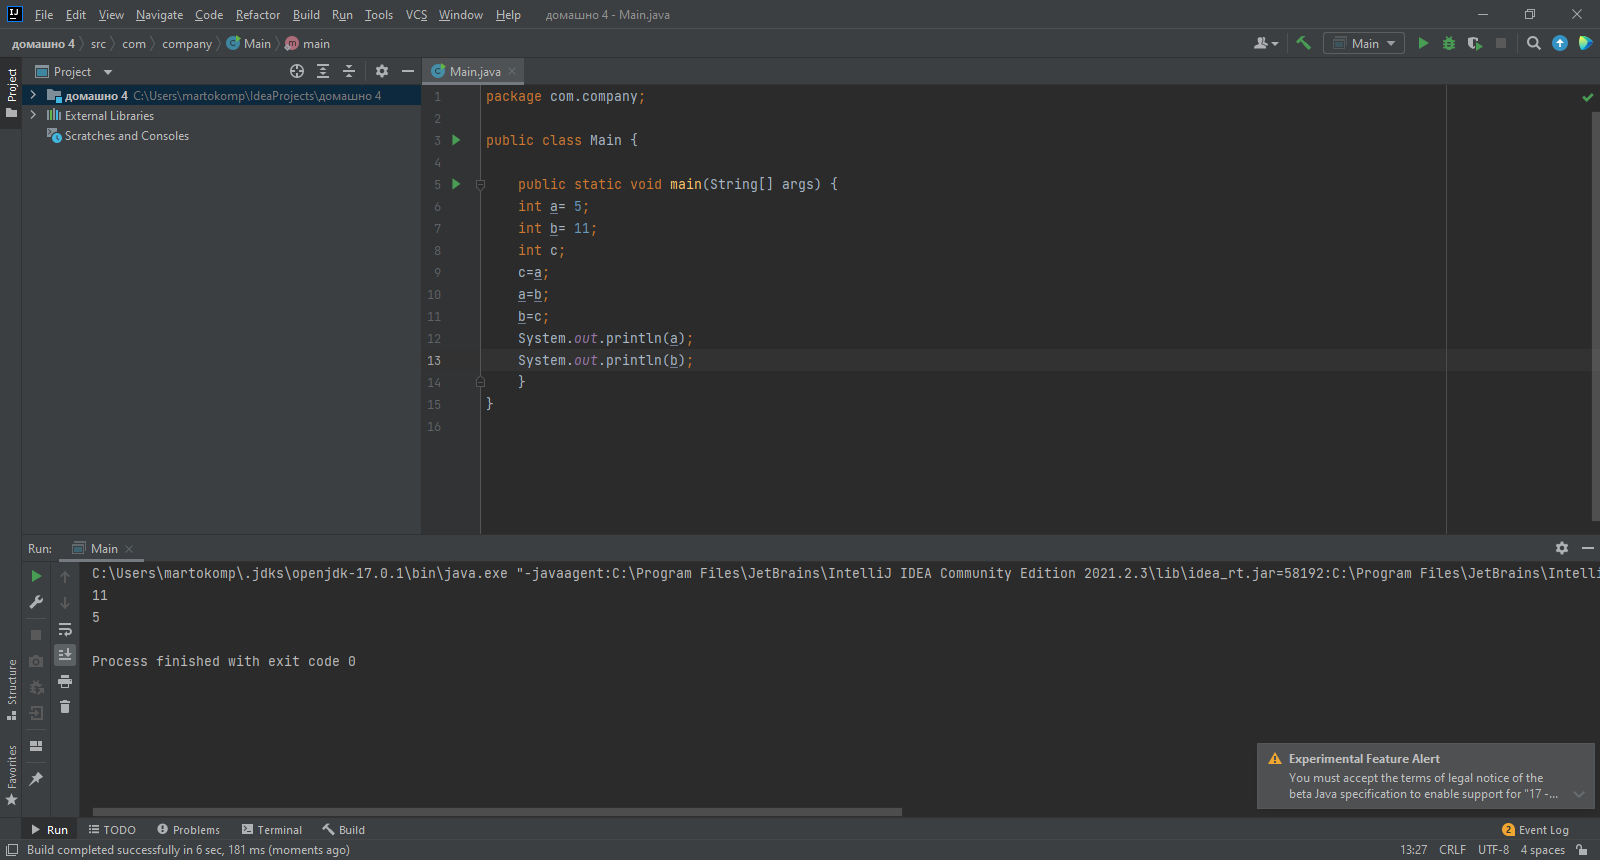 File Edit View Navigate Code Refactor Build Run Tools VCS Window Help домашно 4 - Main.java
домашно 4 src com company Main main
Main
Project
Main.java
Project
домашно 4 C:\Users\martokomp\IdeaProjects\домашно 4
External Libraries
Scratches and Consoles
1 package com.company;
2
3 public class Main {
4
5 public static void main(String[] args) {
6 int a= 5;
7 int b= 11;
8 int c;
9 c=a;
10 a=b;
11 b=c;
12 System.out.println(a);
13 System.out.println(b);
14 }
15 }
16
Run: Main
C:\Users\martokomp\.jdks\openjdk-17.0.1\bin\java.exe "-javaagent:C:\Program Files\JetBrains\IntelliJ IDEA Community Edition 2021.2.3\lib\idea_rt.jar=58192:C:\Program Files\JetBrains\Intelli
11
5
Process finished with exit code 0
Structure
Favorites
Experimental Feature Alert
You must accept the terms of legal notice of the
beta Java specification to enable support for "17 -...
Run TODO Problems Terminal Build
2 Event Log
Build completed successfully in 6 sec, 181 ms (moments ago)
13:27 CRLF UTF-8 4 spaces